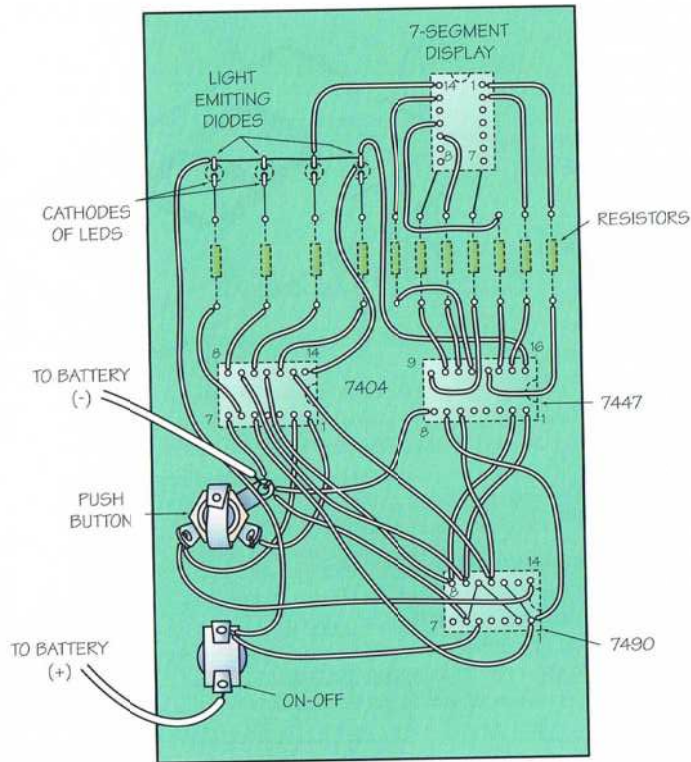 7-SEGMENT
DISPLAY
14 1
8 7
LIGHT
EMITTING
DIODES
CATHODES
OF LEDS
RESISTORS
8 14
7 1
7404
9 16
8 1
7447
TO BATTERY
(-)
PUSH
BUTTON
8 14
7 1
7490
TO BATTERY
(+)
ON-OFF